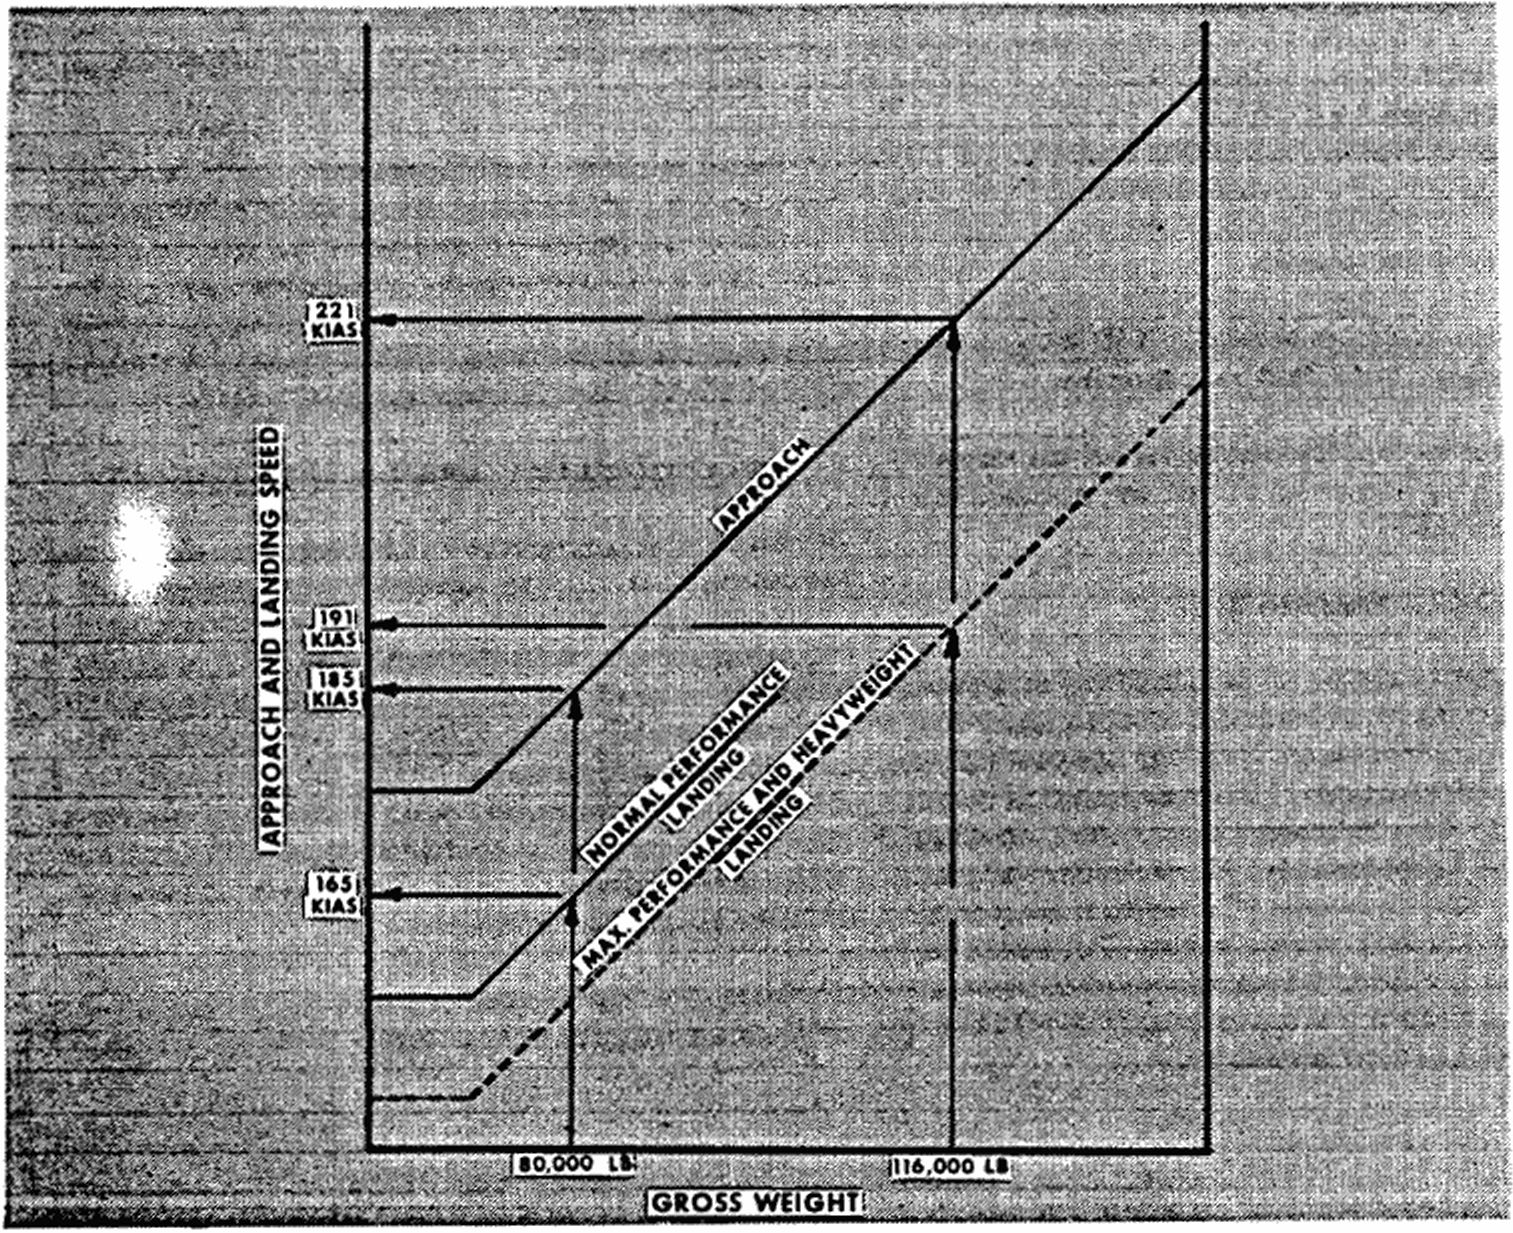 221
KIAS
APPROACH
APPROACH AND LANDING SPEED
191
KIAS
185
KIAS
NORMAL PERFORMANCE
LANDING
MAX. PERFORMANCE AND HEAVYWEIGHT
LANDING
165
KIAS
80,000 LB
116,000 LB
GROSS WEIGHT